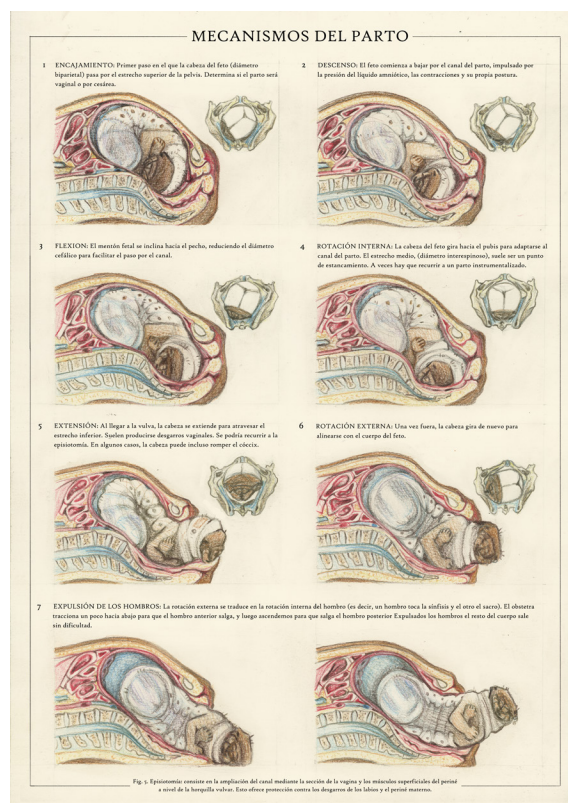 MECANISMOS DEL PARTO
1 ENCAJAMIENTO: Primer paso en el que la cabeza del feto (diámetro
biparietal) pasa por el estrecho superior de la pelvis. Determina si el parto será
vaginal o por cesárea.
2 DESCENSO: El feto comienza a bajar por el canal del parto, impulsado por
la presión del líquido amniótico, las contracciones y su propia postura.
3 FLEXION: El mentón fetal se inclina hacia el pecho, reduciendo el diámetro
cefálico para facilitar el paso por el canal.
4 ROTACIÓN INTERNA: La cabeza del feto gira hacia el pubis para adaptarse al
canal del parto. El estrecho medio, (diámetro interespinoso), suele ser un punto
de estancamiento. A veces hay que recurrir a un parto instrumentalizado.
5 EXTENSIÓN: Al llegar a la vulva, la cabeza se extiende para atravesar el
estrecho inferior. Suelen producirse desgarros vaginales. Se podría recurrir a la
episiotomía. En algunos casos, la cabeza puede incluso romper el cóccix.
6 ROTACIÓN EXTERNA: Una vez fuera, la cabeza gira de nuevo para
alinearse con el cuerpo del feto.
7 EXPULSIÓN DE LOS HOMBROS: La rotación externa se traduce en la rotación interna del hombro (es decir, un hombro toca la sínfisis y el otro el sacro). El obstetra
tracciona un poco hacia abajo para que el hombro anterior salga, y luego ascendemos para que salga el hombro posterior Expulsados los hombros el resto del cuerpo sale
sin dificultad.
Fig. 5. Episiotomía: consiste en la ampliación del canal mediante la sección de la vagina y los músculos superficiales del periné
a nivel de la horquilla vulvar. Esto ofrece protección contra los desgarros de los labios y el periné materno.